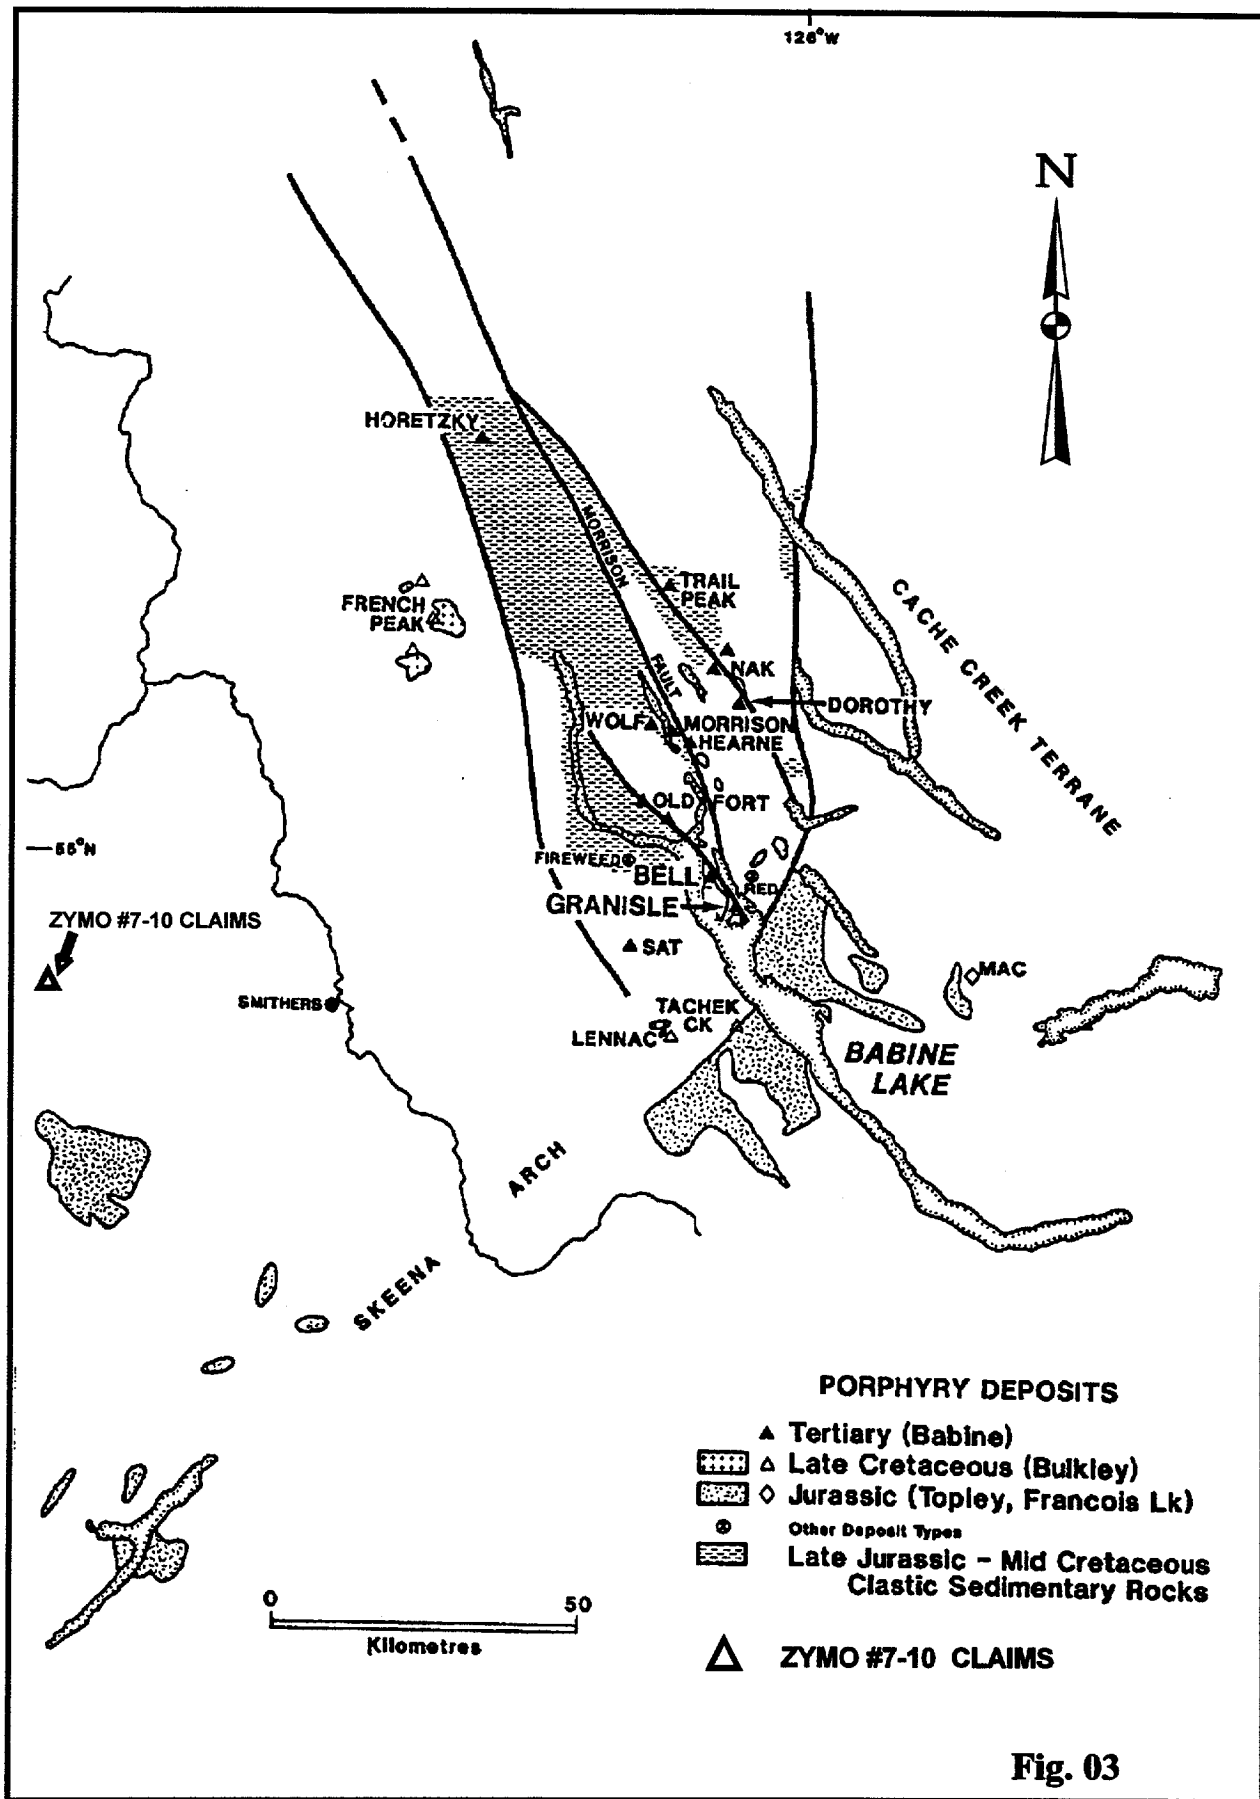 126°W
N
HORETZKY
MORRISON
FAULT
TRAIL
PEAK
FRENCH
PEAK
NAK
CACHE CREEK TERRANE
DOROTHY
WOLF
MORRISON
HEARNE
OLD FORT
55°N
FIREWEED
BELL
RED
GRANISLE
ZYMO #7-10 CLAIMS
SAT
MAC
SMITHERS
TACHEK
CK
LENNAC
BABINE
LAKE
ARCH
SKEENA
PORPHYRY DEPOSITS
Tertiary (Babine)
Late Cretaceous (Bulkley)
Jurassic (Topley, Francois Lk)
Other Deposit Types
Late Jurassic - Mid Cretaceous
Clastic Sedimentary Rocks
0 50
Kilometres
ZYMO #7-10 CLAIMS
Fig. 03